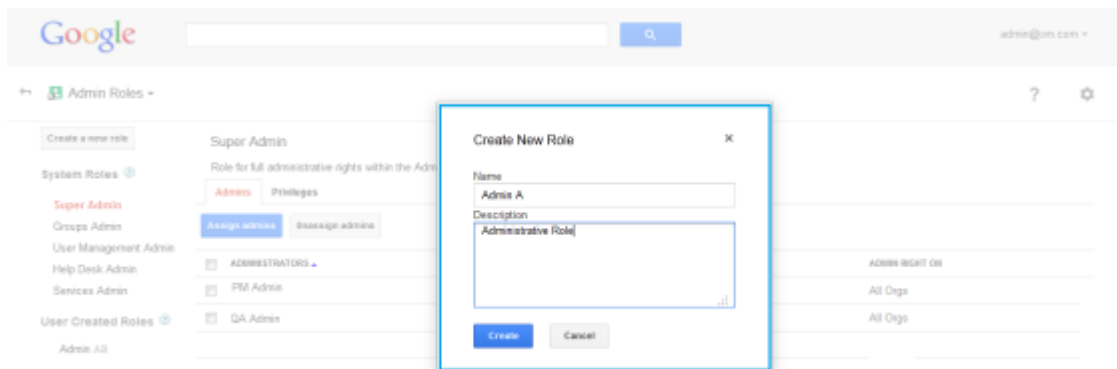 Google
admin@om.com
Admin Roles
?
Create a new role
Super Admin
Role for full administrative rights within the Adm
System Roles ?
Admins Privileges
Super Admin
Groups Admin
Assign admins Unassign admins
User Management Admin
Help Desk Admin
ADMINISTRATORS
ADMIN RIGHT ON
Services Admin
PM Admin
All Orgs
User Created Roles ?
QA Admin
All Orgs
Admin AB
Create New Role ×
Name
Admin A
Description
Administrative Role
Create Cancel